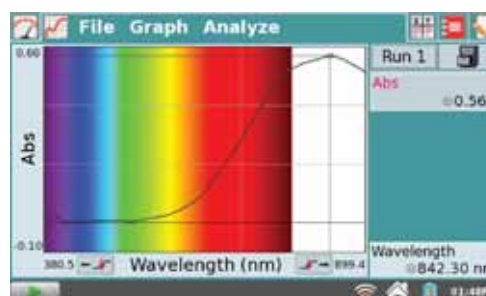 File Graph Analyze
0.60
Run 1
Abs
0.56
Abs
-0.10
380.5
Wavelength (nm)
899.4
Wavelength
842.30 nm